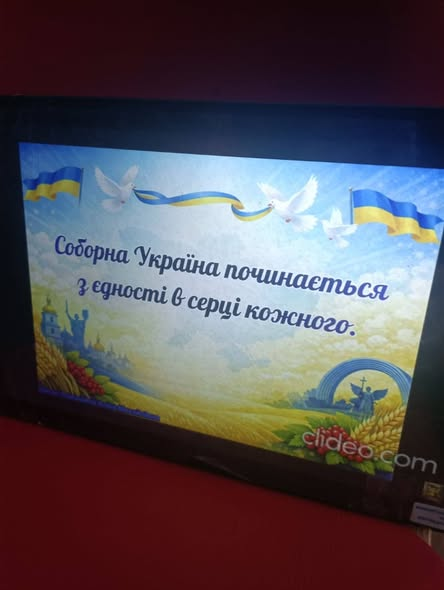 Соборна Україна починається
з єдності в серці кожного.
clideo.com